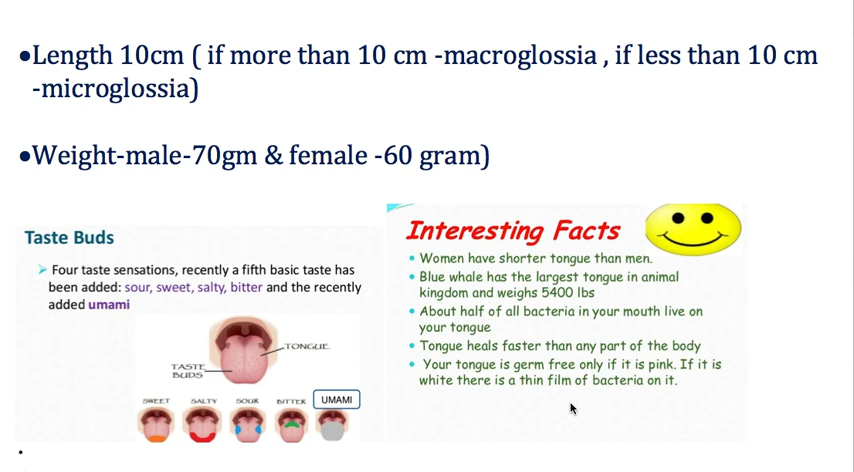 •Length 10cm ( if more than 10 cm -macroglossia , if less than 10 cm
-microglossia)
•Weight-male-70gm & female -60 gram)
Taste Buds
➢ Four taste sensations, recently a fifth basic taste has
been added: sour, sweet, salty, bitter and the recently
added umami
TONGUE
TASTE
BUDS
SWEET SALTY SOUR BITTER UMAMI
Interesting Facts
• Women have shorter tongue than men.
• Blue whale has the largest tongue in animal
kingdom and weighs 5400 lbs
• About half of all bacteria in your mouth live on
your tongue
• Tongue heals faster than any part of the body
• Your tongue is germ free only if it is pink. If it is
white there is a thin film of bacteria on it.